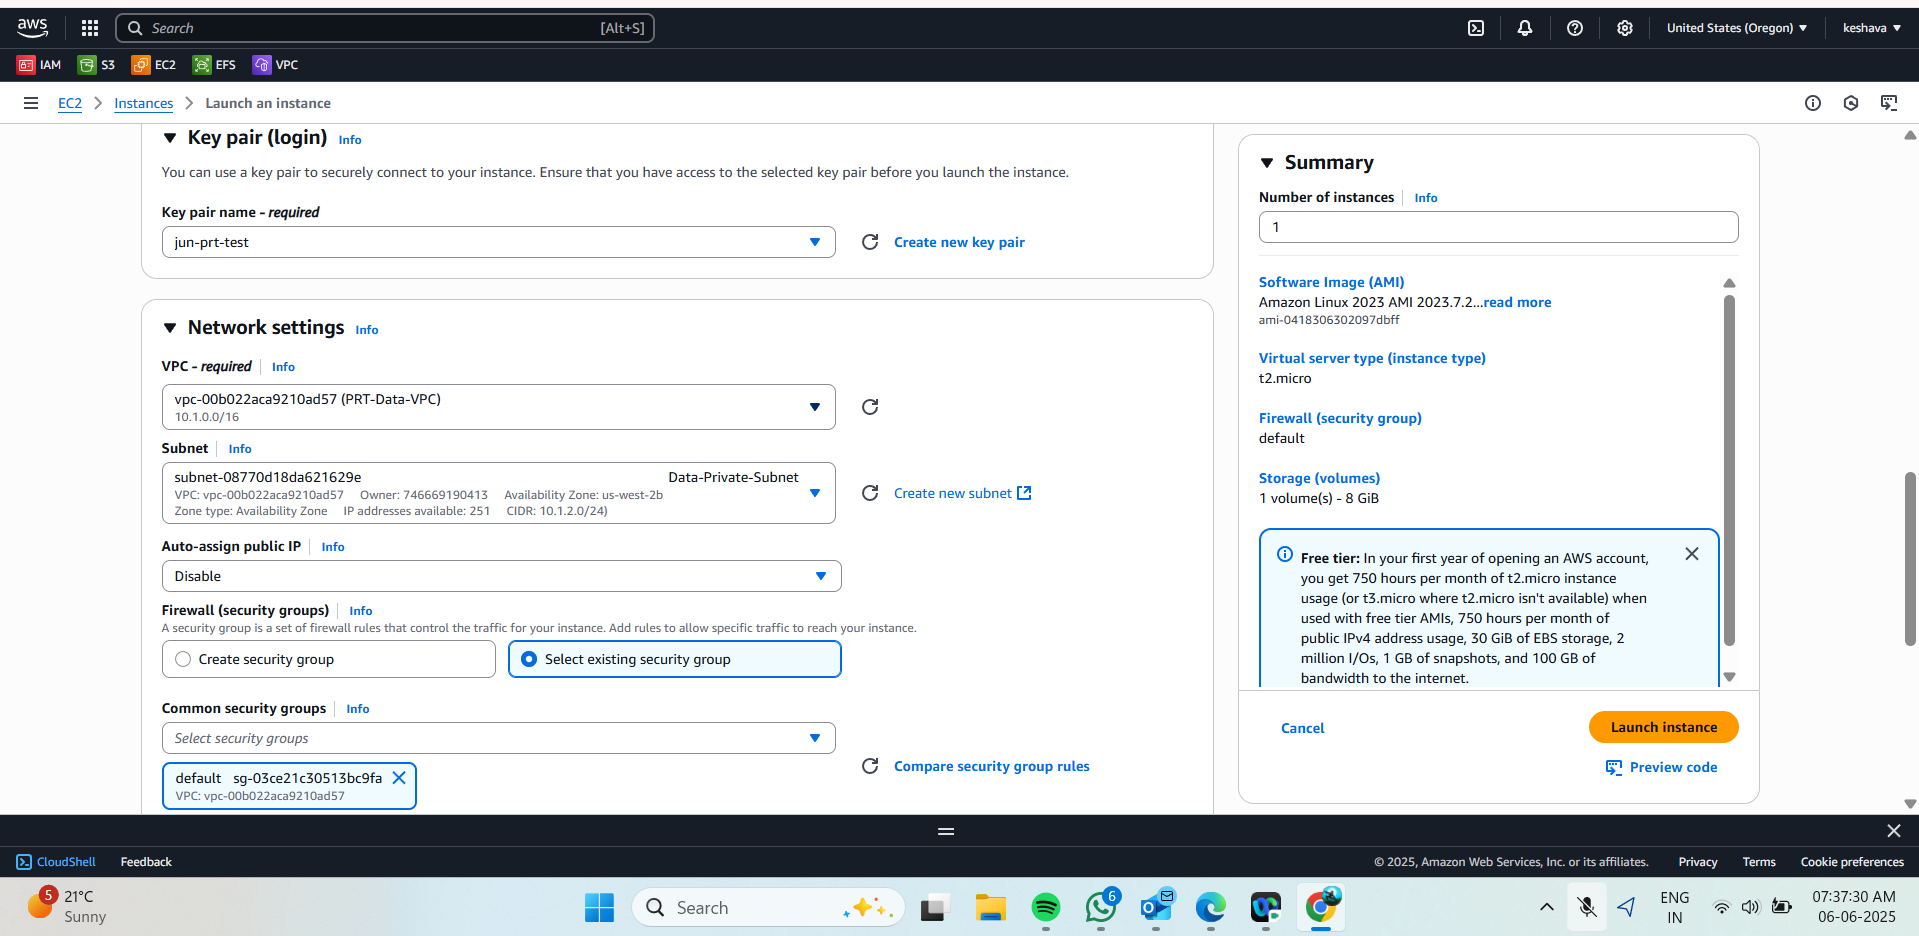 aws
Search
[Alt+S]
United States (Oregon)
keshava
IAM
S3
EC2
EFS
VPC
EC2
Instances
Launch an instance
Key pair (login) Info
You can use a key pair to securely connect to your instance. Ensure that you have access to the selected key pair before you launch the instance.
Key pair name - required
jun-prt-test
Create new key pair
Network settings Info
VPC - required Info
vpc-00b022aca9210ad57 (PRT-Data-VPC)
10.1.0.0/16
Subnet Info
subnet-08770d18da621629e Data-Private-Subnet
VPC: vpc-00b022aca9210ad57 Owner: 746669190413 Availability Zone: us-west-2b
Zone type: Availability Zone IP addresses available: 251 CIDR: 10.1.2.0/24)
Create new subnet
Auto-assign public IP Info
Disable
Firewall (security groups) Info
A security group is a set of firewall rules that control the traffic for your instance. Add rules to allow specific traffic to reach your instance.
Create security group
Select existing security group
Common security groups Info
Select security groups
default sg-03ce21c30513bc9fa
VPC: vpc-00b022aca9210ad57
Compare security group rules
Summary
Number of instances Info
1
Software Image (AMI)
Amazon Linux 2023 AMI 2023.7.2...read more
ami-0418306302097dbff
Virtual server type (instance type)
t2.micro
Firewall (security group)
default
Storage (volumes)
1 volume(s) - 8 GiB
Free tier: In your first year of opening an AWS account,
you get 750 hours per month of t2.micro instance
usage (or t3.micro where t2.micro isn't available) when
used with free tier AMIs, 750 hours per month of
public IPv4 address usage, 30 GiB of EBS storage, 2
million I/Os, 1 GB of snapshots, and 100 GB of
bandwidth to the internet.
Cancel
Launch instance
Preview code
CloudShell
Feedback
© 2025, Amazon Web Services, Inc. or its affiliates.
Privacy
Terms
Cookie preferences
5
21°C
Sunny
Search
6
ENG
IN
07:37:30 AM
06-06-2025